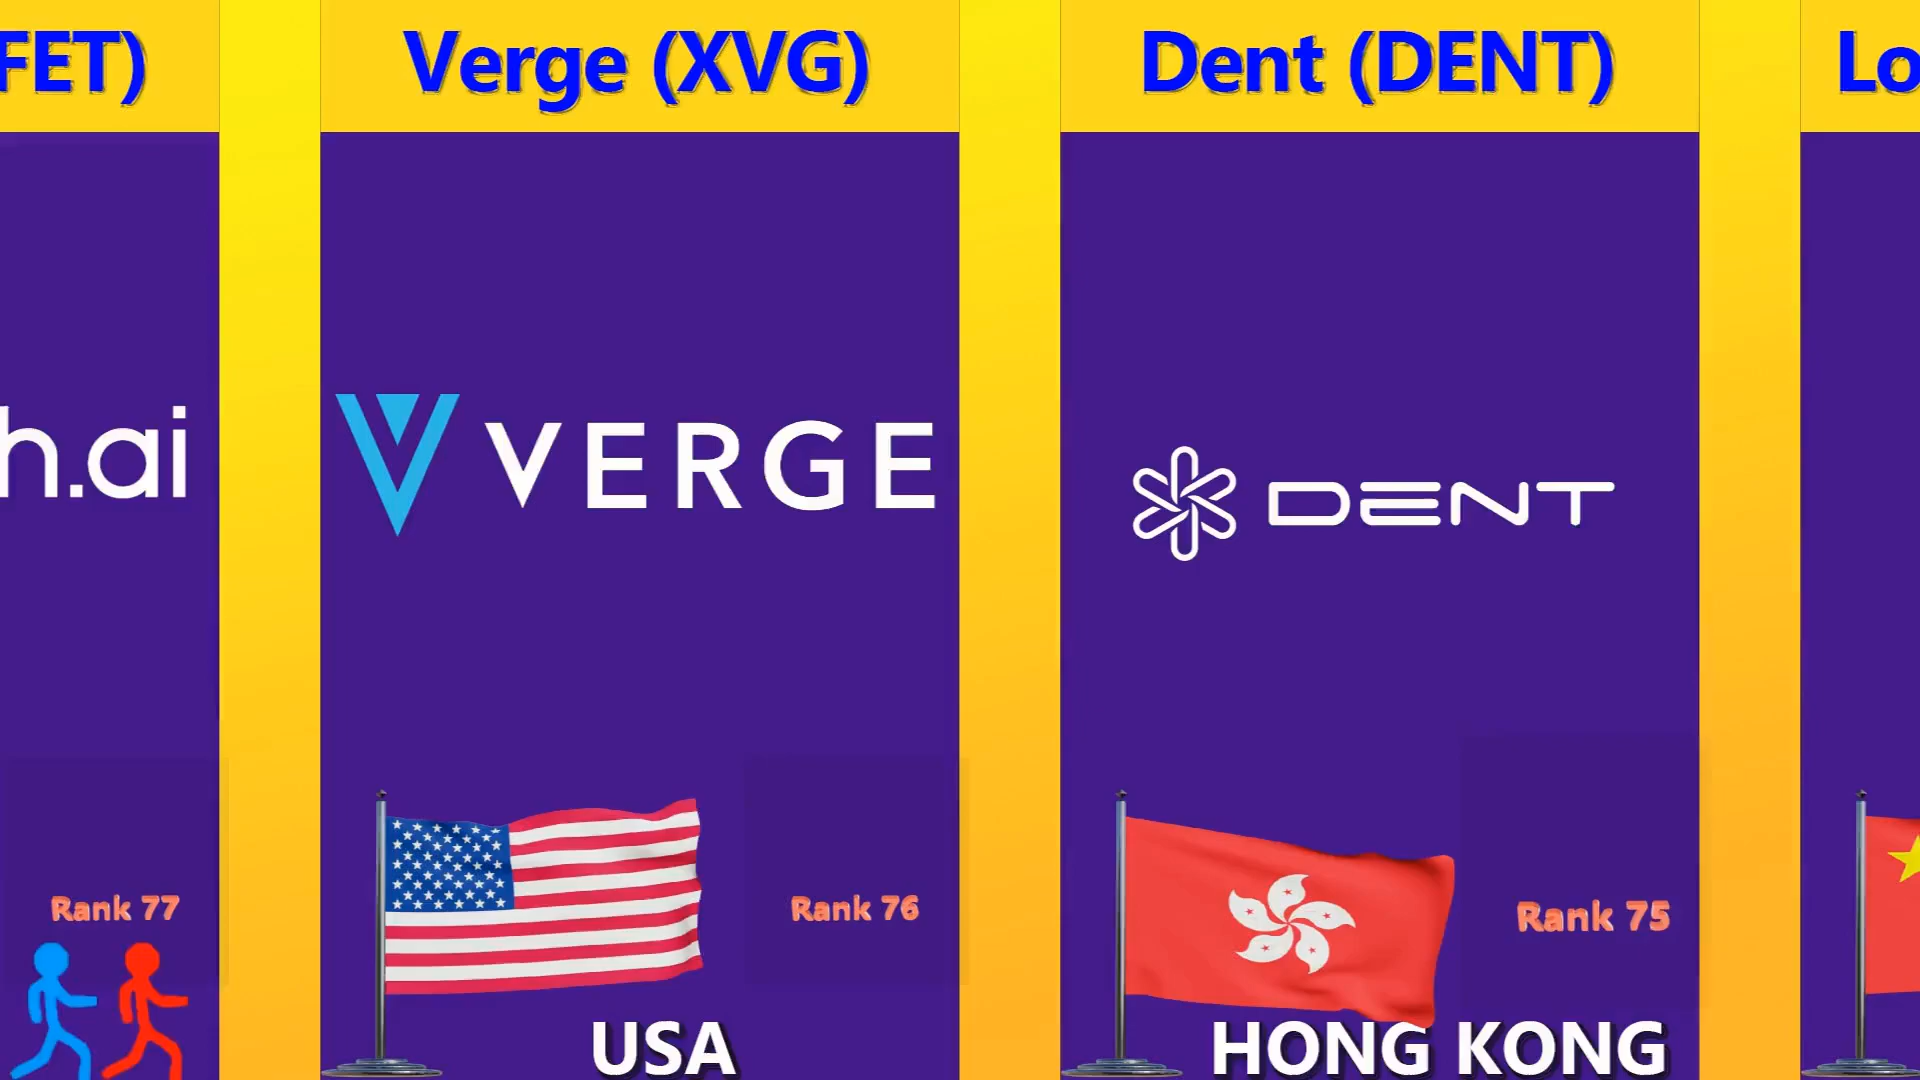 FET)
Verge (XVG)
Dent (DENT)
Lo
h.ai
VERGE
DENT
Rank 77
Rank 76
Rank 75
USA
HONG KONG